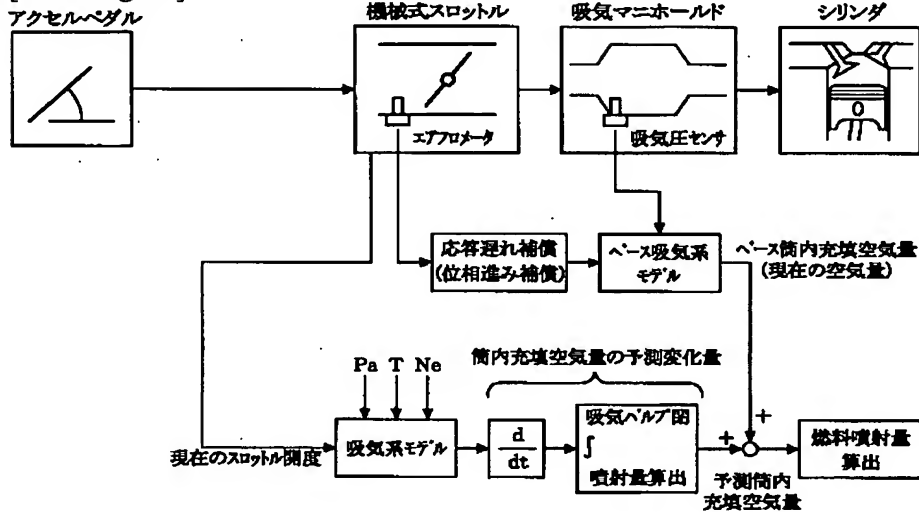 アクセルペダル
機械式スロットル
吸気マニホールド
シリンダ
エアフロメータ
吸気圧センサ
応答遅れ補償
(位相進み補償)
ベース吸気系
モデル
ベース筒内充填空気量
(現在の空気量)
筒内充填空気量の予測変化量
Pa T Ne
現在のスロットル開度
吸気系モデル
d
dt
吸気バルブ閉
∫
噴射量算出
+
+
予測筒内
充填空気量
燃料噴射量
算出